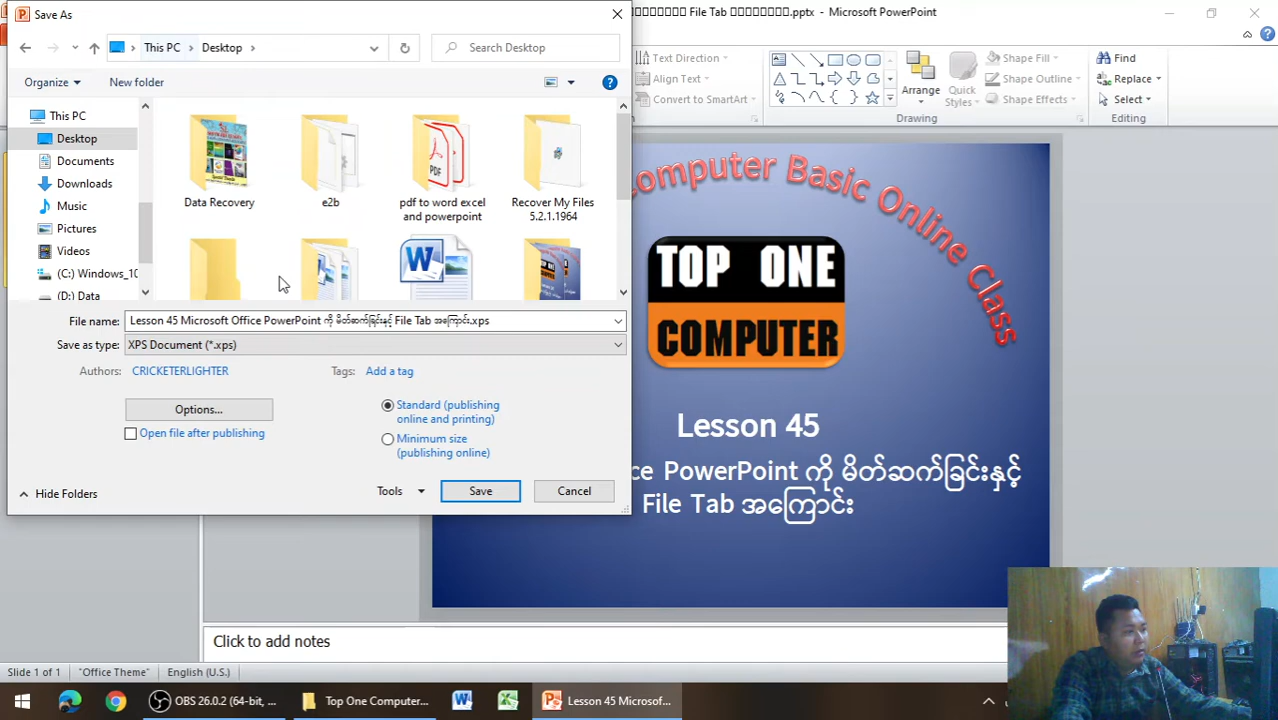 Save As
File Tab
.pptx - Microsoft PowerPoint
This PC
Desktop
Search Desktop
Organize
New folder
This PC
Desktop
Documents
Downloads
Music
Pictures
Videos
(C:) Windows_10
(D:) Data
Data Recovery
e2b
pdf to word excel
and powerpoint
Recover My Files
5.2.1.1964
PDF
File name:
Lesson 45 Microsoft Office PowerPoint ကို မိတ်ဆက်ခြင်းနှင့် File Tab အကြောင်း.xps
Save as type:
XPS Document (*.xps)
Authors:
CRICKETERLIGHTER
Tags:
Add a tag
Options...
Open file after publishing
Standard (publishing
online and printing)
Minimum size
(publishing online)
Hide Folders
Tools
Save
Cancel
Text Direction
Align Text
Convert to SmartArt
Arrange
Quick
Styles
Shape Fill
Shape Outline
Shape Effects
Drawing
Find
Replace
Select
Editing
omputer Basic Online Class
TOP ONE
COMPUTER
Lesson 45
ce PowerPoint ကို မိတ်ဆက်ခြင်းနှင့်
File Tab အကြောင်း
Click to add notes
Slide 1 of 1
"Office Theme"
English (U.S.)
OBS 26.0.2 (64-bit, ...
Top One Computer...
Lesson 45 Microsof...